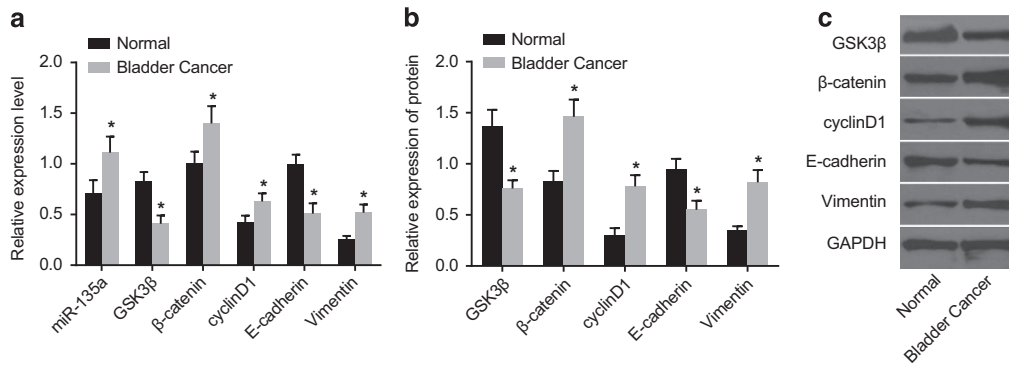 a
Normal
Bladder Cancer
Relative expression level
2.0
1.5
1.0
0.5
0.0
*
*
*
*
*
*
miR-135a
GSK3β
β-catenin
cyclinD1
E-cadherin
Vimentin
b
Normal
Bladder Cancer
Relative expression of protein
2.0
1.5
1.0
0.5
0.0
*
*
*
*
*
GSK3β
β-catenin
cyclinD1
E-cadherin
Vimentin
c
GSK3β
β-catenin
cyclinD1
E-cadherin
Vimentin
GAPDH
Normal
Bladder Cancer